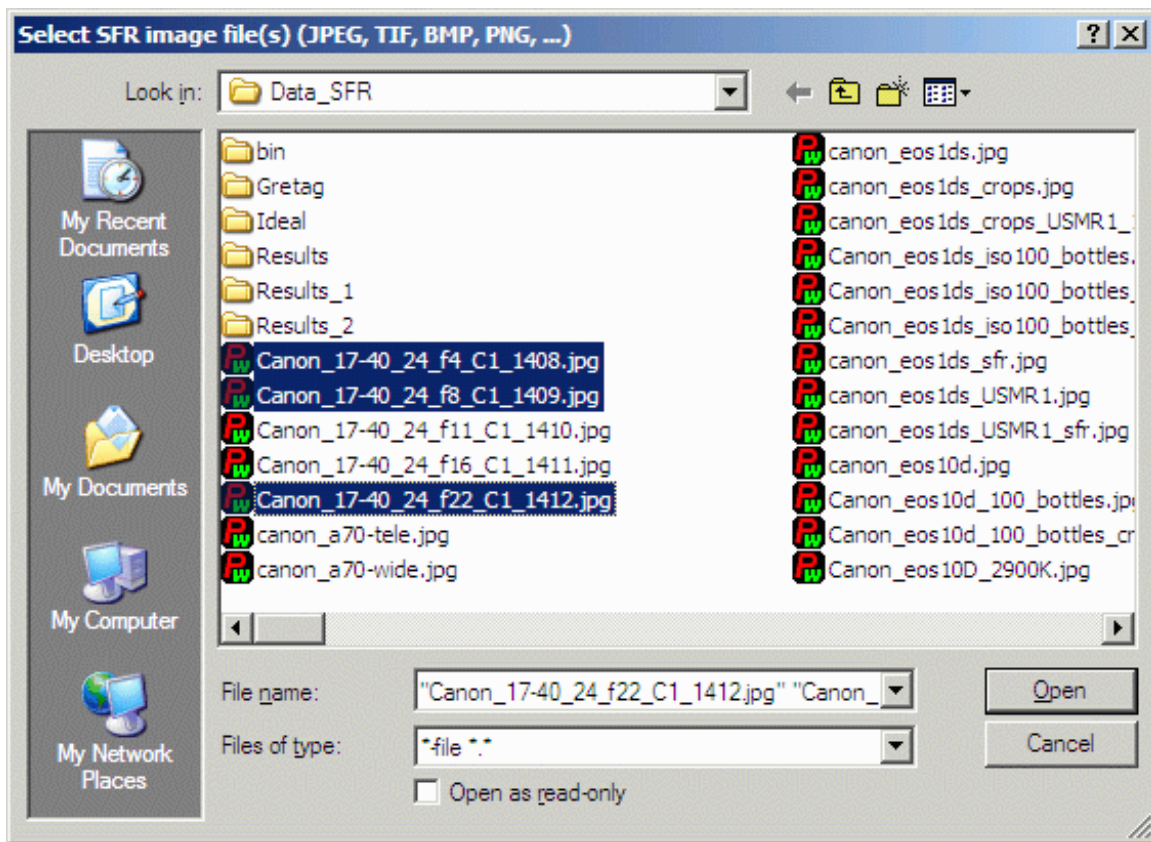 Select SFR image file(s) (JPEG, TIF, BMP, PNG, ...)
Look in: Data_SFR
My Recent
Documents
Desktop
My Documents
My Computer
My Network
Places
bin
Gretag
Ideal
Results
Results_1
Results_2
Canon_17-40_24_f4_C1_1408.jpg
Canon_17-40_24_f8_C1_1409.jpg
Canon_17-40_24_f11_C1_1410.jpg
Canon_17-40_24_f16_C1_1411.jpg
Canon_17-40_24_f22_C1_1412.jpg
canon_a70-tele.jpg
canon_a70-wide.jpg
canon_eos1ds.jpg
canon_eos1ds_crops.jpg
canon_eos1ds_crops_USMR1_
Canon_eos1ds_iso100_bottles.
Canon_eos1ds_iso100_bottles_
Canon_eos1ds_iso100_bottles_
canon_eos1ds_sfr.jpg
canon_eos1ds_USMR1.jpg
canon_eos1ds_USMR1_sfr.jpg
canon_eos10d.jpg
Canon_eos10d_100_bottles.jp
Canon_eos10d_100_bottles_cr
Canon_eos10D_2900K.jpg
File name: "Canon_17-40_24_f22_C1_1412.jpg" "Canon_
Open
Files of type: *-file *.*
Cancel
Open as read-only